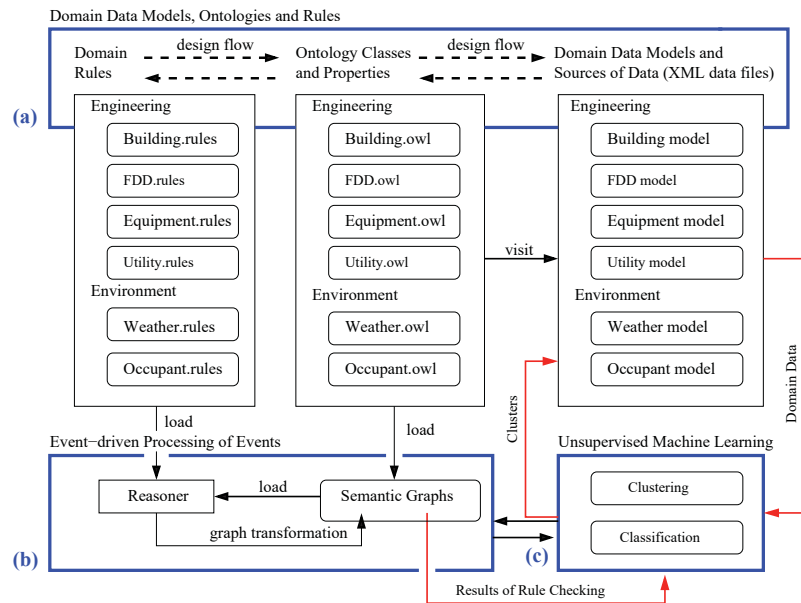 Domain Data Models, Ontologies and Rules
Domain
Rules
design flow
Ontology Classes
and Properties
design flow
Domain Data Models and
Sources of Data (XML data files)
(a)
Engineering
Building.rules
FDD.rules
Equipment.rules
Utility.rules
Environment
Weather.rules
Occupant.rules
Engineering
Building.owl
FDD.owl
Equipment.owl
Utility.owl
Environment
Weather.owl
Occupant.owl
visit
Engineering
Building model
FDD model
Equipment model
Utility model
Environment
Weather model
Occupant model
Domain Data
Clusters
load
load
Event−driven Processing of Events
Reasoner
load
Semantic Graphs
graph transformation
(b)
Unsupervised Machine Learning
Clustering
Classification
(c)
Results of Rule Checking